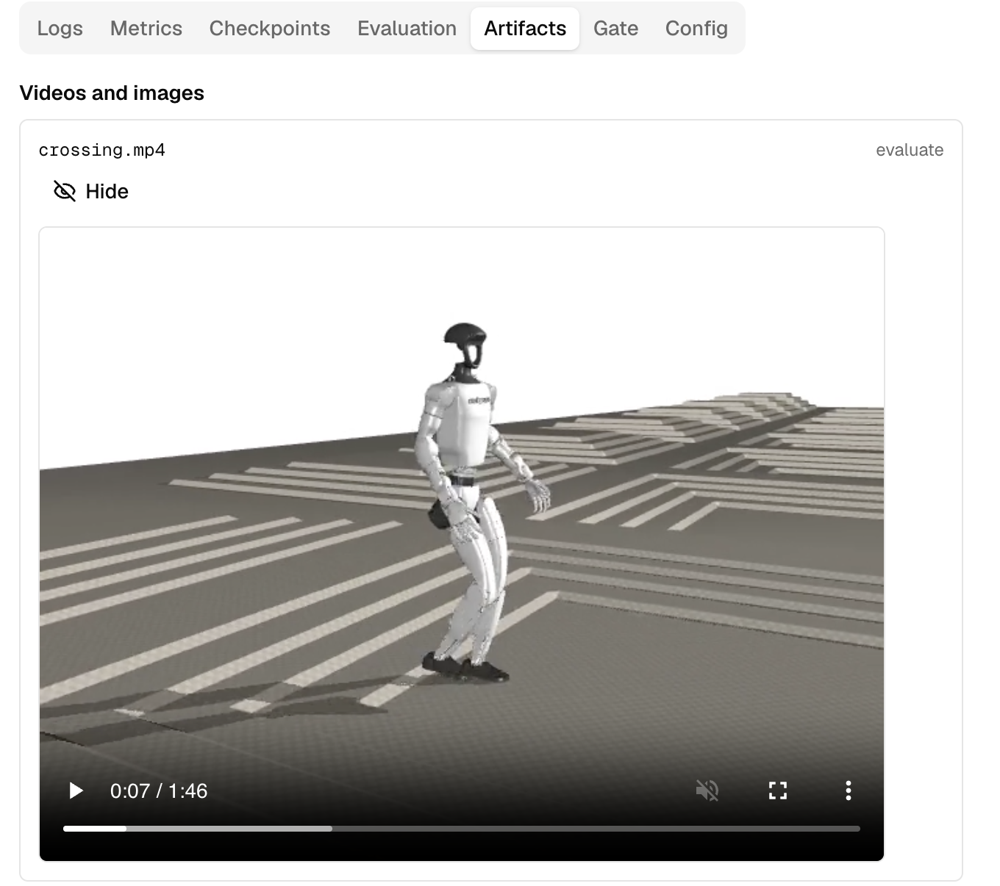 Logs Metrics Checkpoints Evaluation Artifacts Gate Config
Videos and images
crossing.mp4 evaluate
Hide
0:07 / 1:46